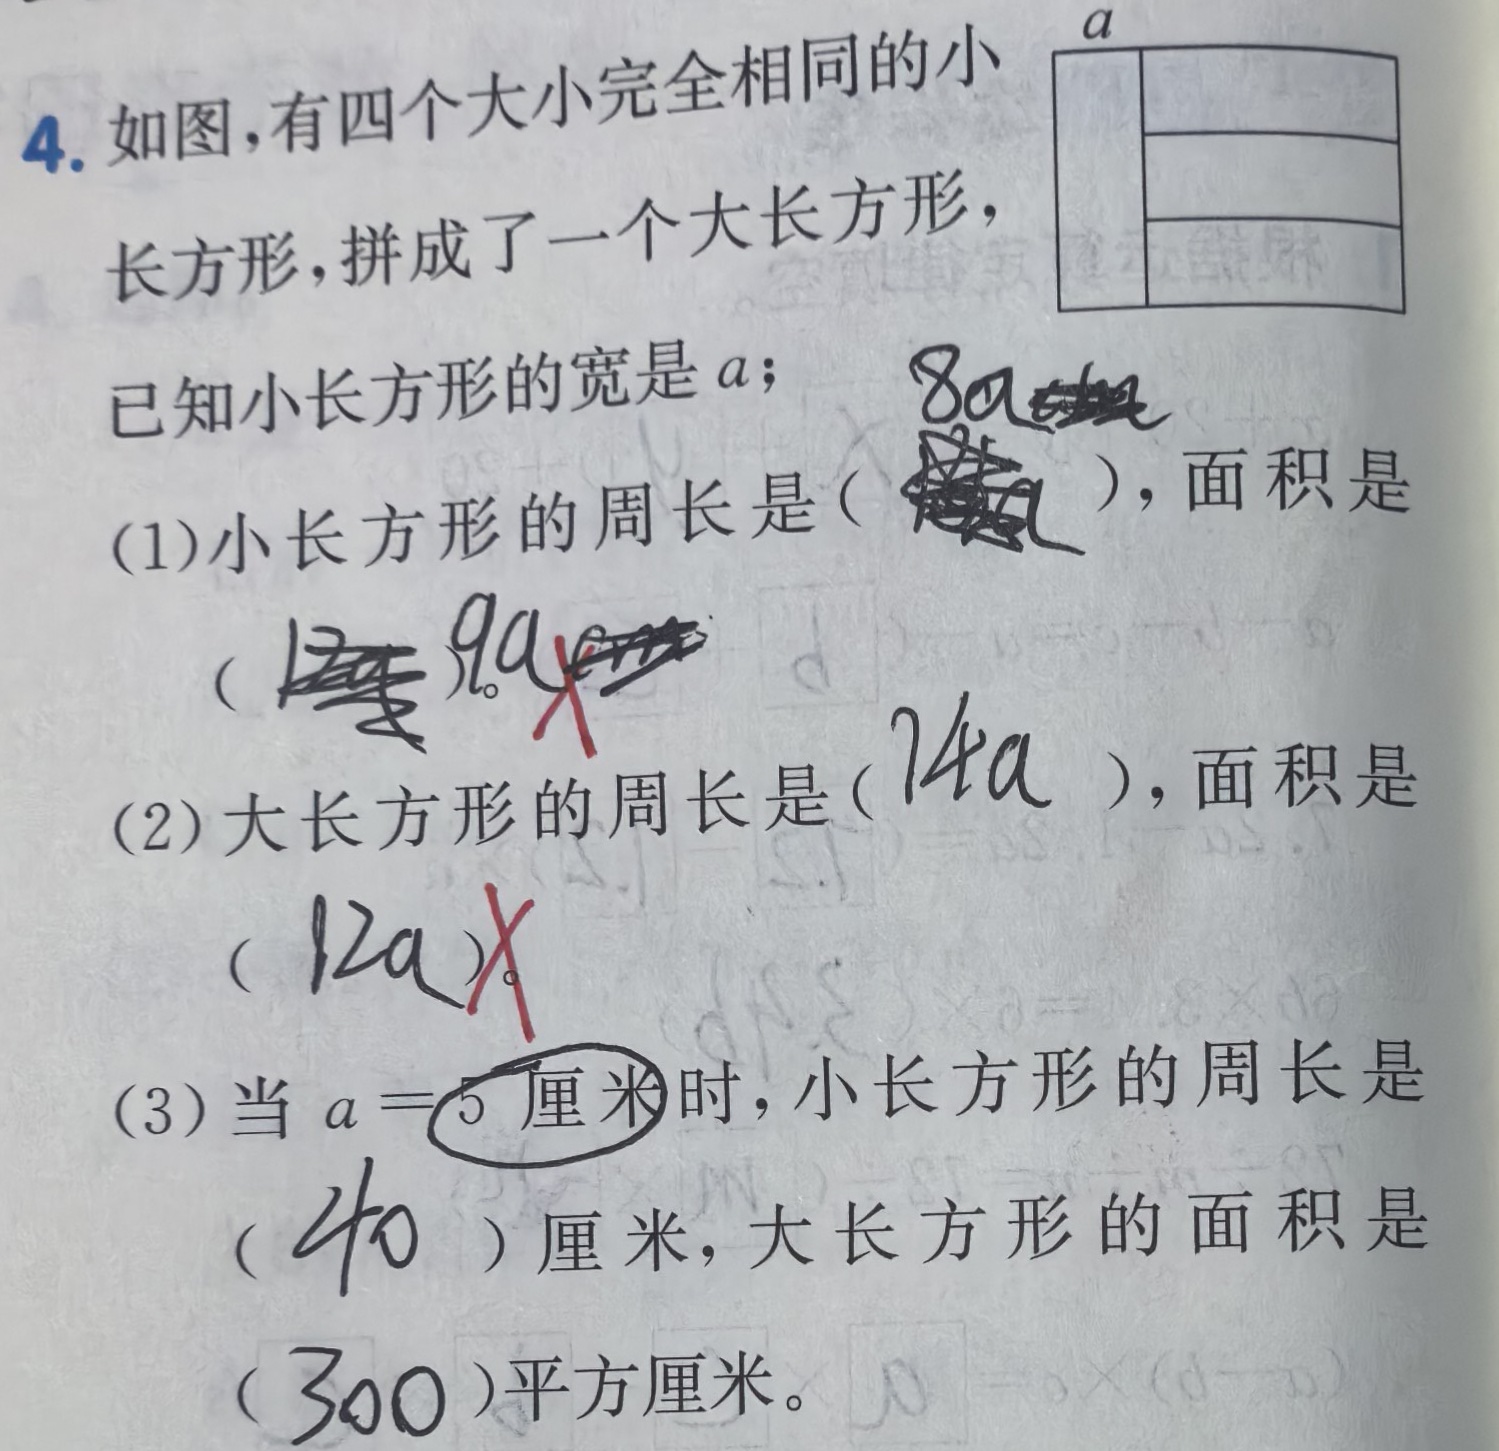 a
4. 如图,有四个大小完全相同的小
长方形,拼成了一个大长方形,
已知小长方形的宽是a;
8a
(1)小长方形的周长是( ),面积是
( )。9a
(2)大长方形的周长是(14a),面积是
(12a)。
(3)当a=5厘米时,小长方形的周长是
(40)厘米,大长方形的面积是
(300)平方厘米。